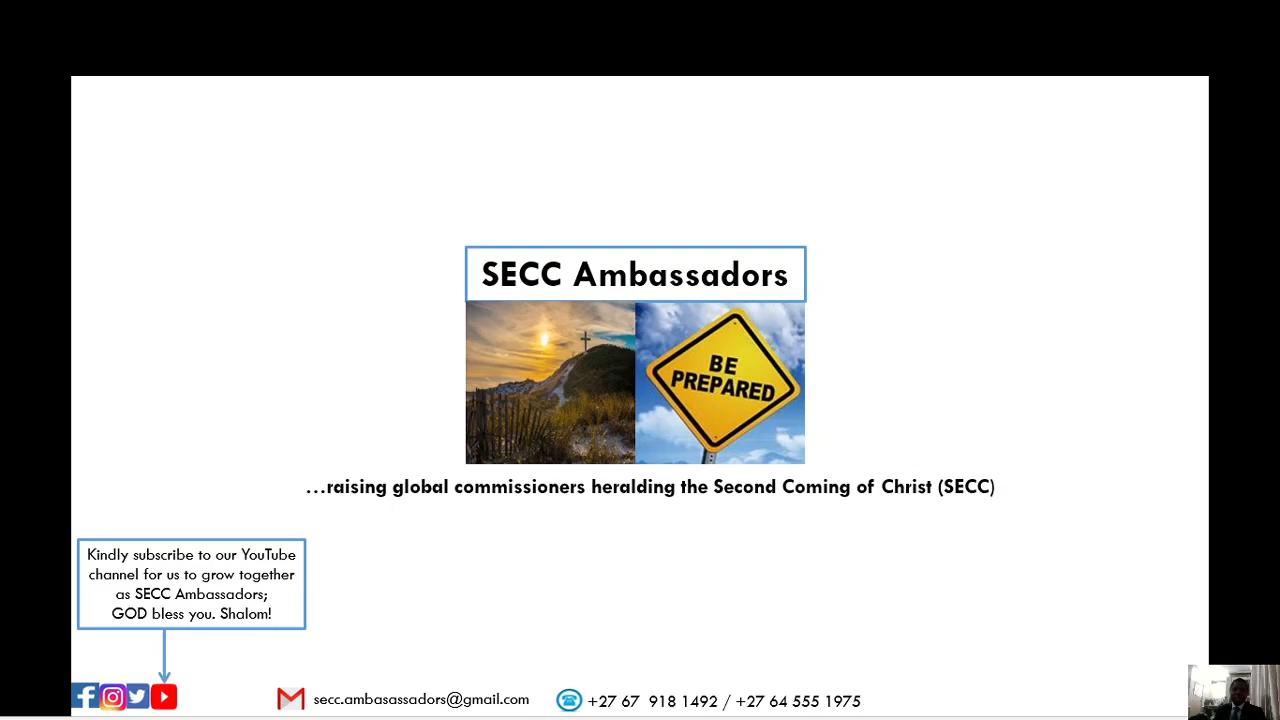 SECC Ambassadors
BE
PREPARED
...raising global commissioners heralding the Second Coming of Christ (SECC)
Kindly subscribe to our YouTube
channel for us to grow together
as SECC Ambassadors;
GOD bless you. Shalom!
secc.ambasassadors@gmail.com
+27 67 918 1492 / +27 64 555 1975